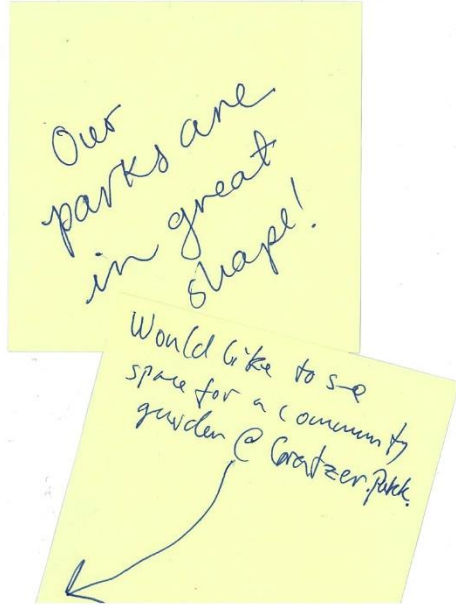 Our
parks are
in great
shape!
Would like to see
space for a community
garden @ Gratzer Park.